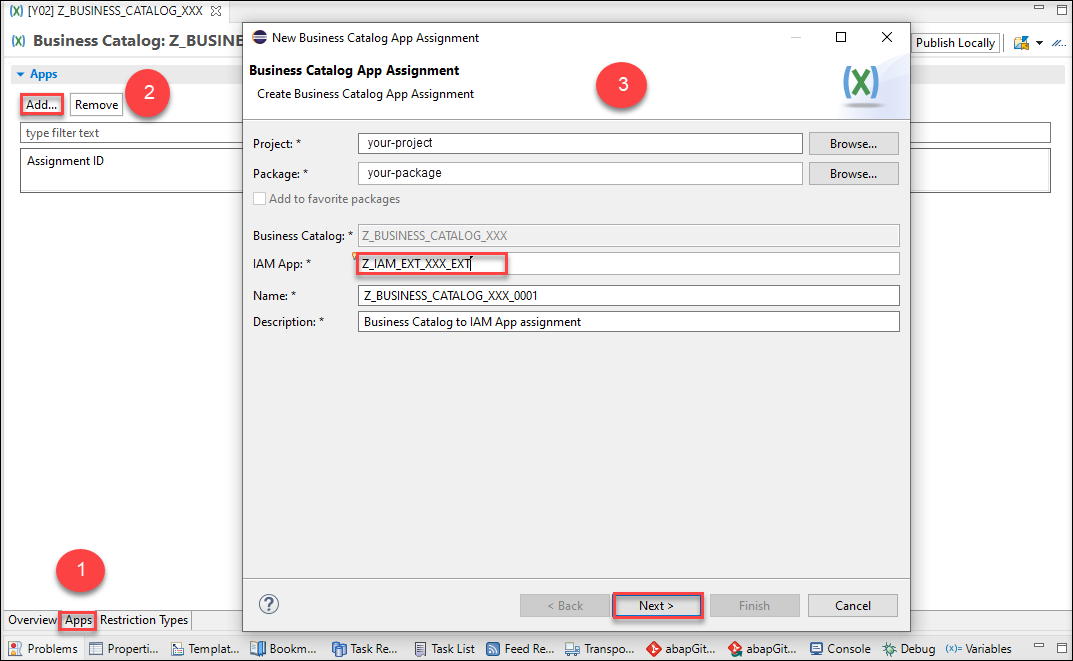 (X) [Y02] Z_BUSINESS_CATALOG_XXX
(X) Business Catalog: Z_BUSINE
Publish Locally
Apps
Add...
Remove
2
type filter text
Assignment ID
New Business Catalog App Assignment
Business Catalog App Assignment
Create Business Catalog App Assignment
3
(X)
Project: *
your-project
Browse...
Package: *
your-package
Browse...
Add to favorite packages
Business Catalog: *
Z_BUSINESS_CATALOG_XXX
IAM App: *
Z_IAM_EXT_XXX_EXT
Name: *
Z_BUSINESS_CATALOG_XXX_0001
Description: *
Business Catalog to IAM App assignment
1
?
< Back
Next >
Finish
Cancel
Overview
Apps
Restriction Types
Problems
Properti...
Templat...
Bookm...
Task Re...
Task List
Feed Re...
Transpo...
abapGit...
abapGit...
Console
Debug
(x)= Variables